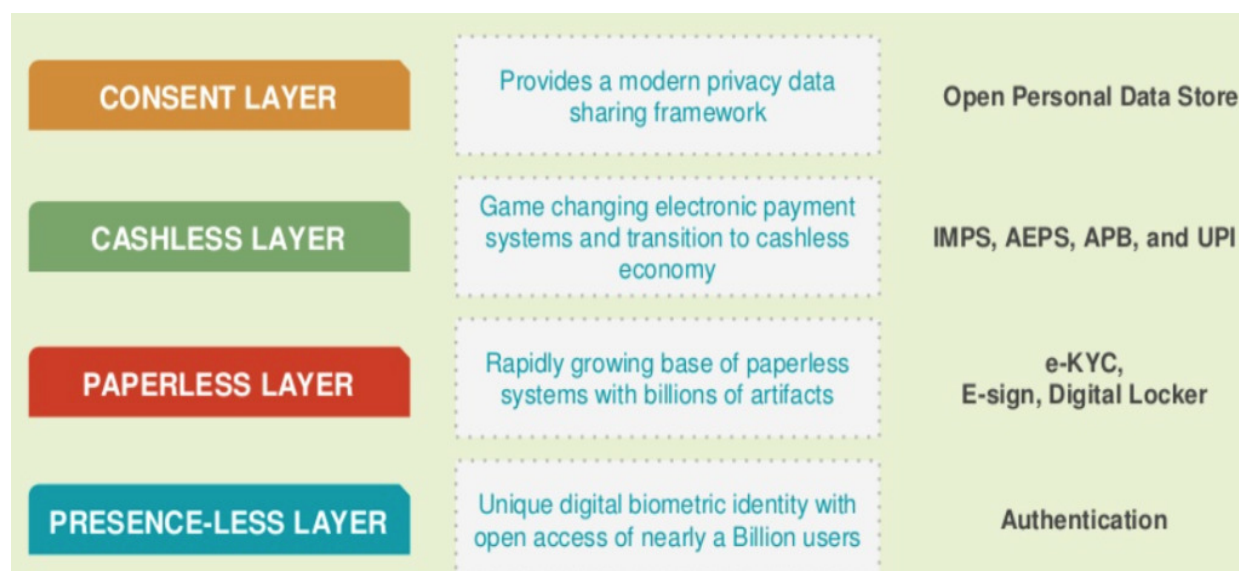 CONSENT LAYER
Provides a modern privacy data
sharing framework
Open Personal Data Store
CASHLESS LAYER
Game changing electronic payment
systems and transition to cashless
economy
IMPS, AEPS, APB, and UPI
PAPERLESS LAYER
Rapidly growing base of paperless
systems with billions of artifacts
e-KYC,
E-sign, Digital Locker
PRESENCE-LESS LAYER
Unique digital biometric identity with
open access of nearly a Billion users
Authentication